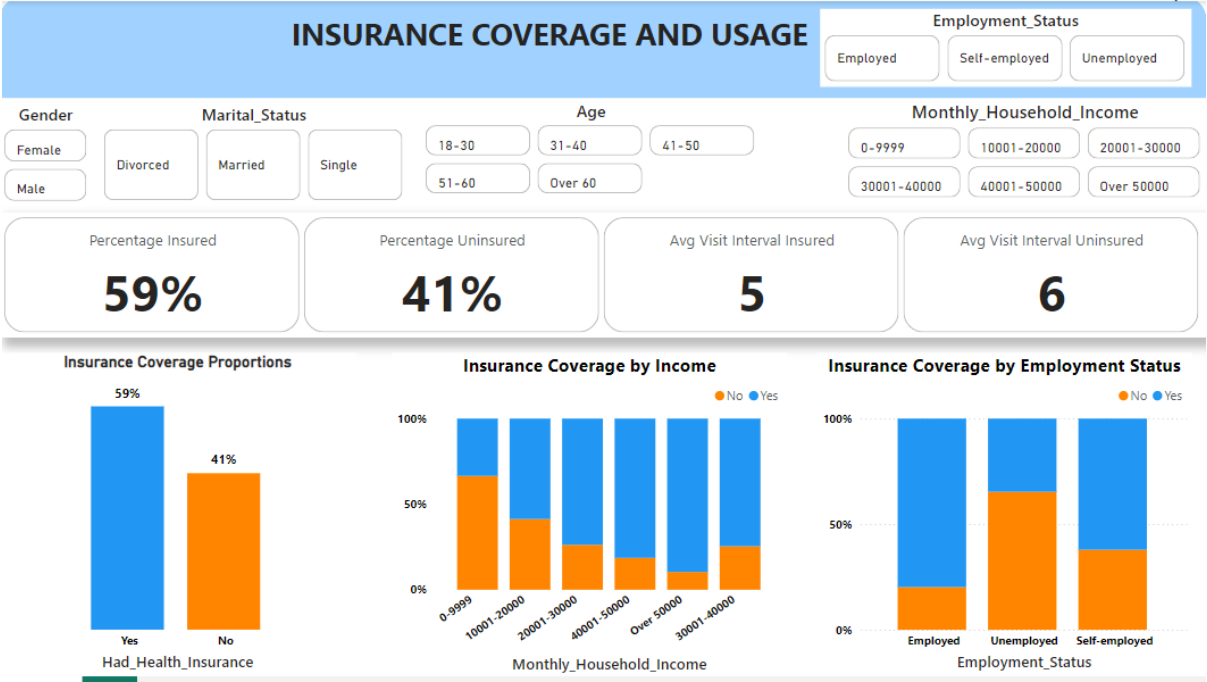 INSURANCE COVERAGE AND USAGE
Employment_Status
Employed
Self-employed
Unemployed
Gender
Female
Male
Marital_Status
Divorced
Married
Single
Age
18-30
31-40
41-50
51-60
Over 60
Monthly_Household_Income
0-9999
10001-20000
20001-30000
30001-40000
40001-50000
Over 50000
Percentage Insured
59%
Percentage Uninsured
41%
Avg Visit Interval Insured
5
Avg Visit Interval Uninsured
6
Insurance Coverage Proportions
59%
41%
Yes
No
Had_Health_Insurance
Insurance Coverage by Income
No Yes
100%
50%
0%
0-9999
10001-20000
20001-30000
40001-50000
Over 50000
30001-40000
Monthly_Household_Income
Insurance Coverage by Employment Status
No Yes
100%
50%
0%
Employed
Unemployed
Self-employed
Employment_Status